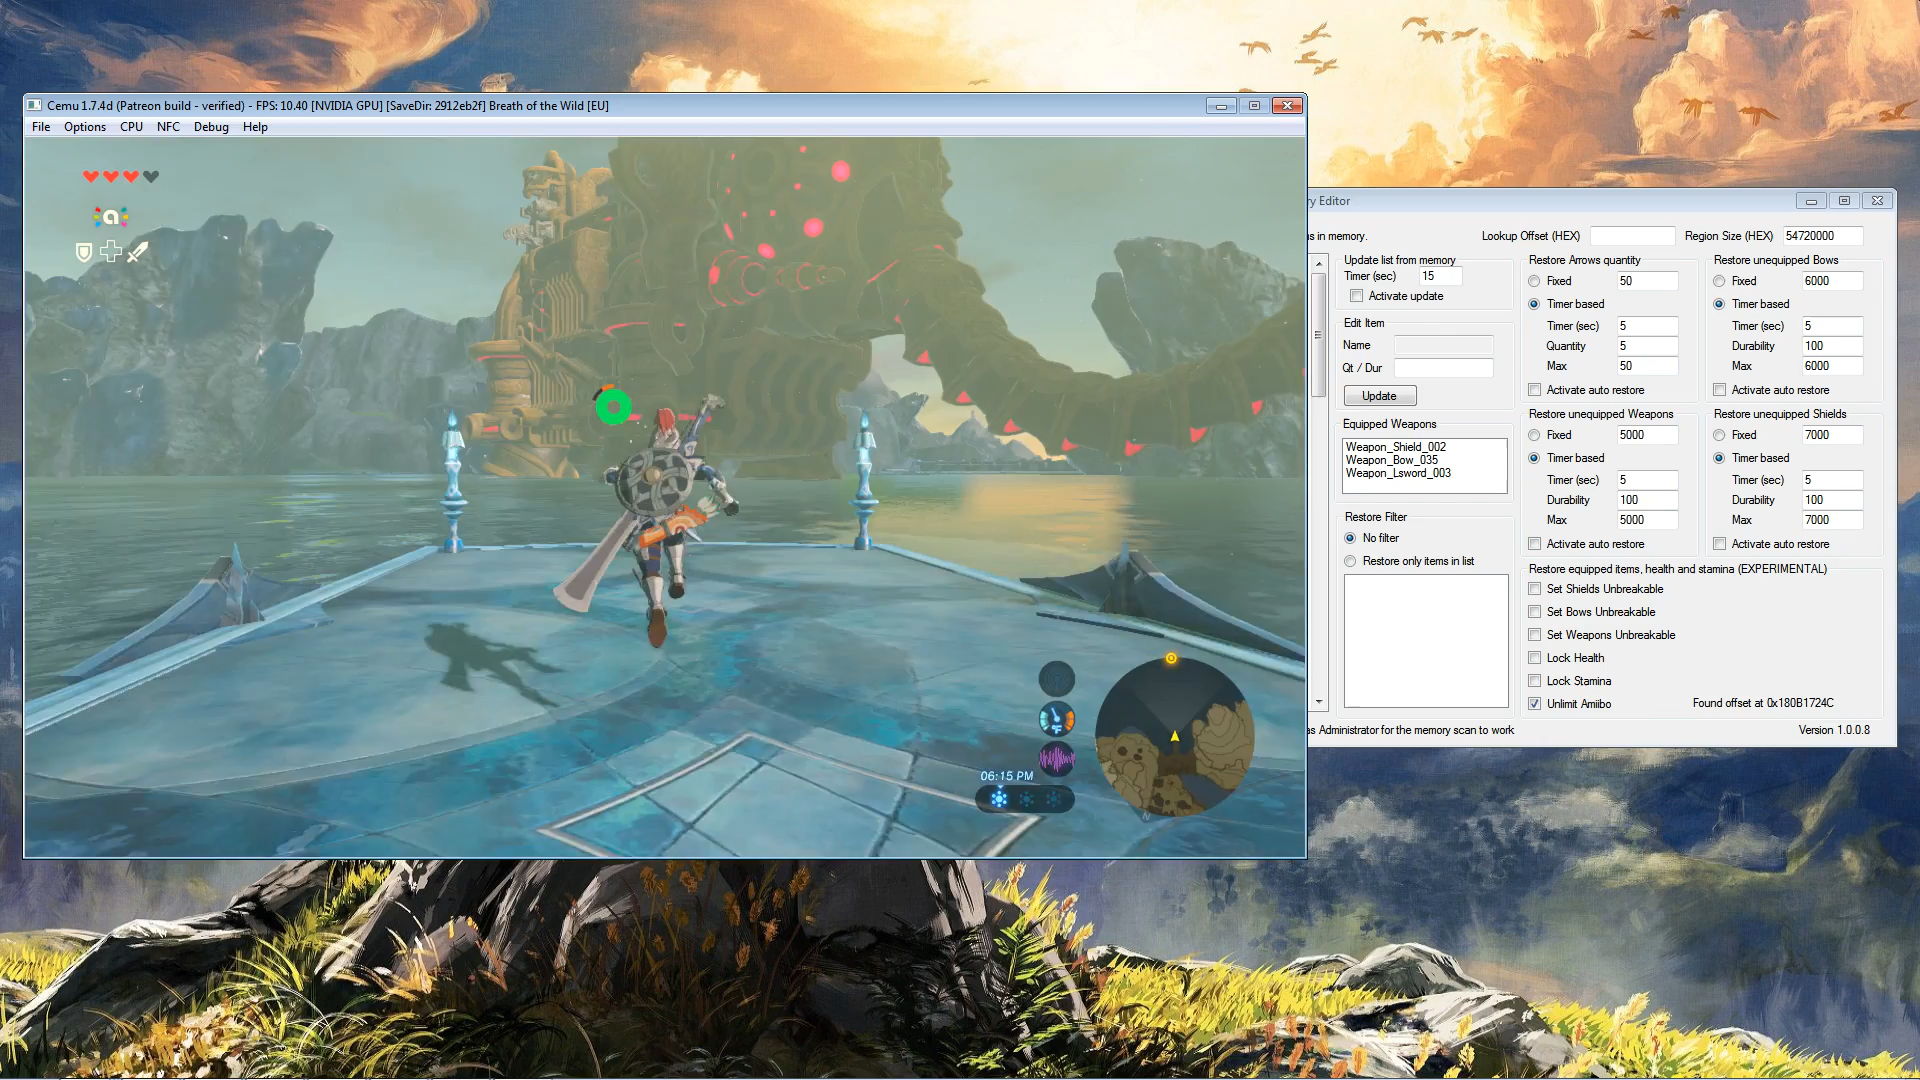 Cemu 1.7.4d (Patreon build - verified) - FPS: 10.40 [NVIDIA GPU] [SaveDir: 2912eb2f] Breath of the Wild [EU]
File Options CPU NFC Debug Help
a
°F
06:15 PM
N
ry Editor
s in memory.
Lookup Offset (HEX)
Region Size (HEX) 54720000
Update list from memory
Timer (sec) 15
Activate update
Edit Item
Name
Qt / Dur
Update
Equipped Weapons
Weapon_Shield_002
Weapon_Bow_035
Weapon_Lsword_003
Restore Filter
No filter
Restore only items in list
Restore Arrows quantity
Fixed 50
Timer based
Timer (sec) 5
Quantity 5
Max 50
Activate auto restore
Restore unequipped Bows
Fixed 6000
Timer based
Timer (sec) 5
Durability 100
Max 6000
Activate auto restore
Restore unequipped Weapons
Fixed 5000
Timer based
Timer (sec) 5
Durability 100
Max 5000
Activate auto restore
Restore unequipped Shields
Fixed 7000
Timer based
Timer (sec) 5
Durability 100
Max 7000
Activate auto restore
Restore equipped items, health and stamina (EXPERIMENTAL)
Set Shields Unbreakable
Set Bows Unbreakable
Set Weapons Unbreakable
Lock Health
Lock Stamina
Unlimit Amiibo
Found offset at 0x180B1724C
as Administrator for the memory scan to work
Version 1.0.0.8